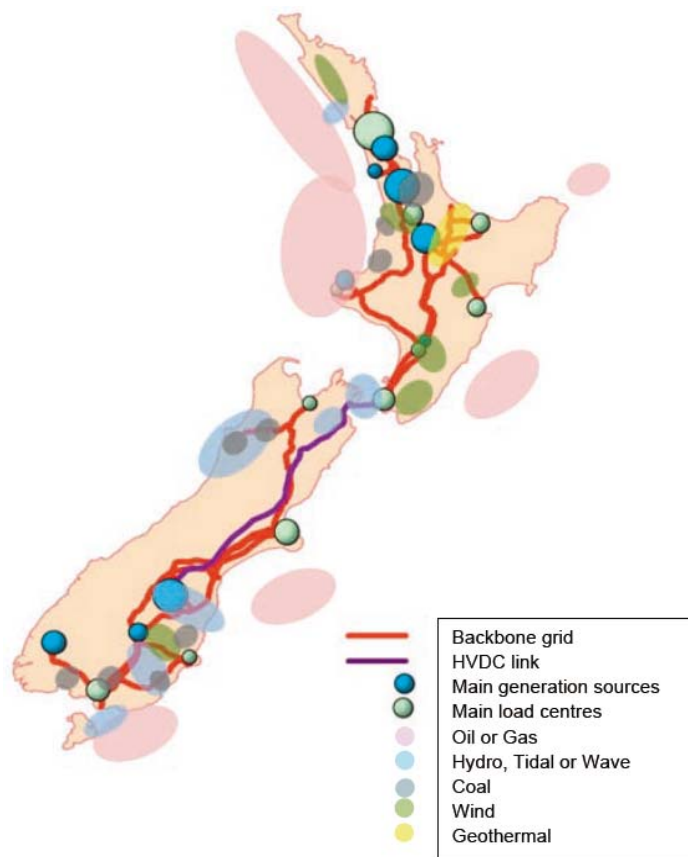 Backbone grid
HVDC link
Main generation sources
Main load centres
Oil or Gas
Hydro, Tidal or Wave
Coal
Wind
Geothermal